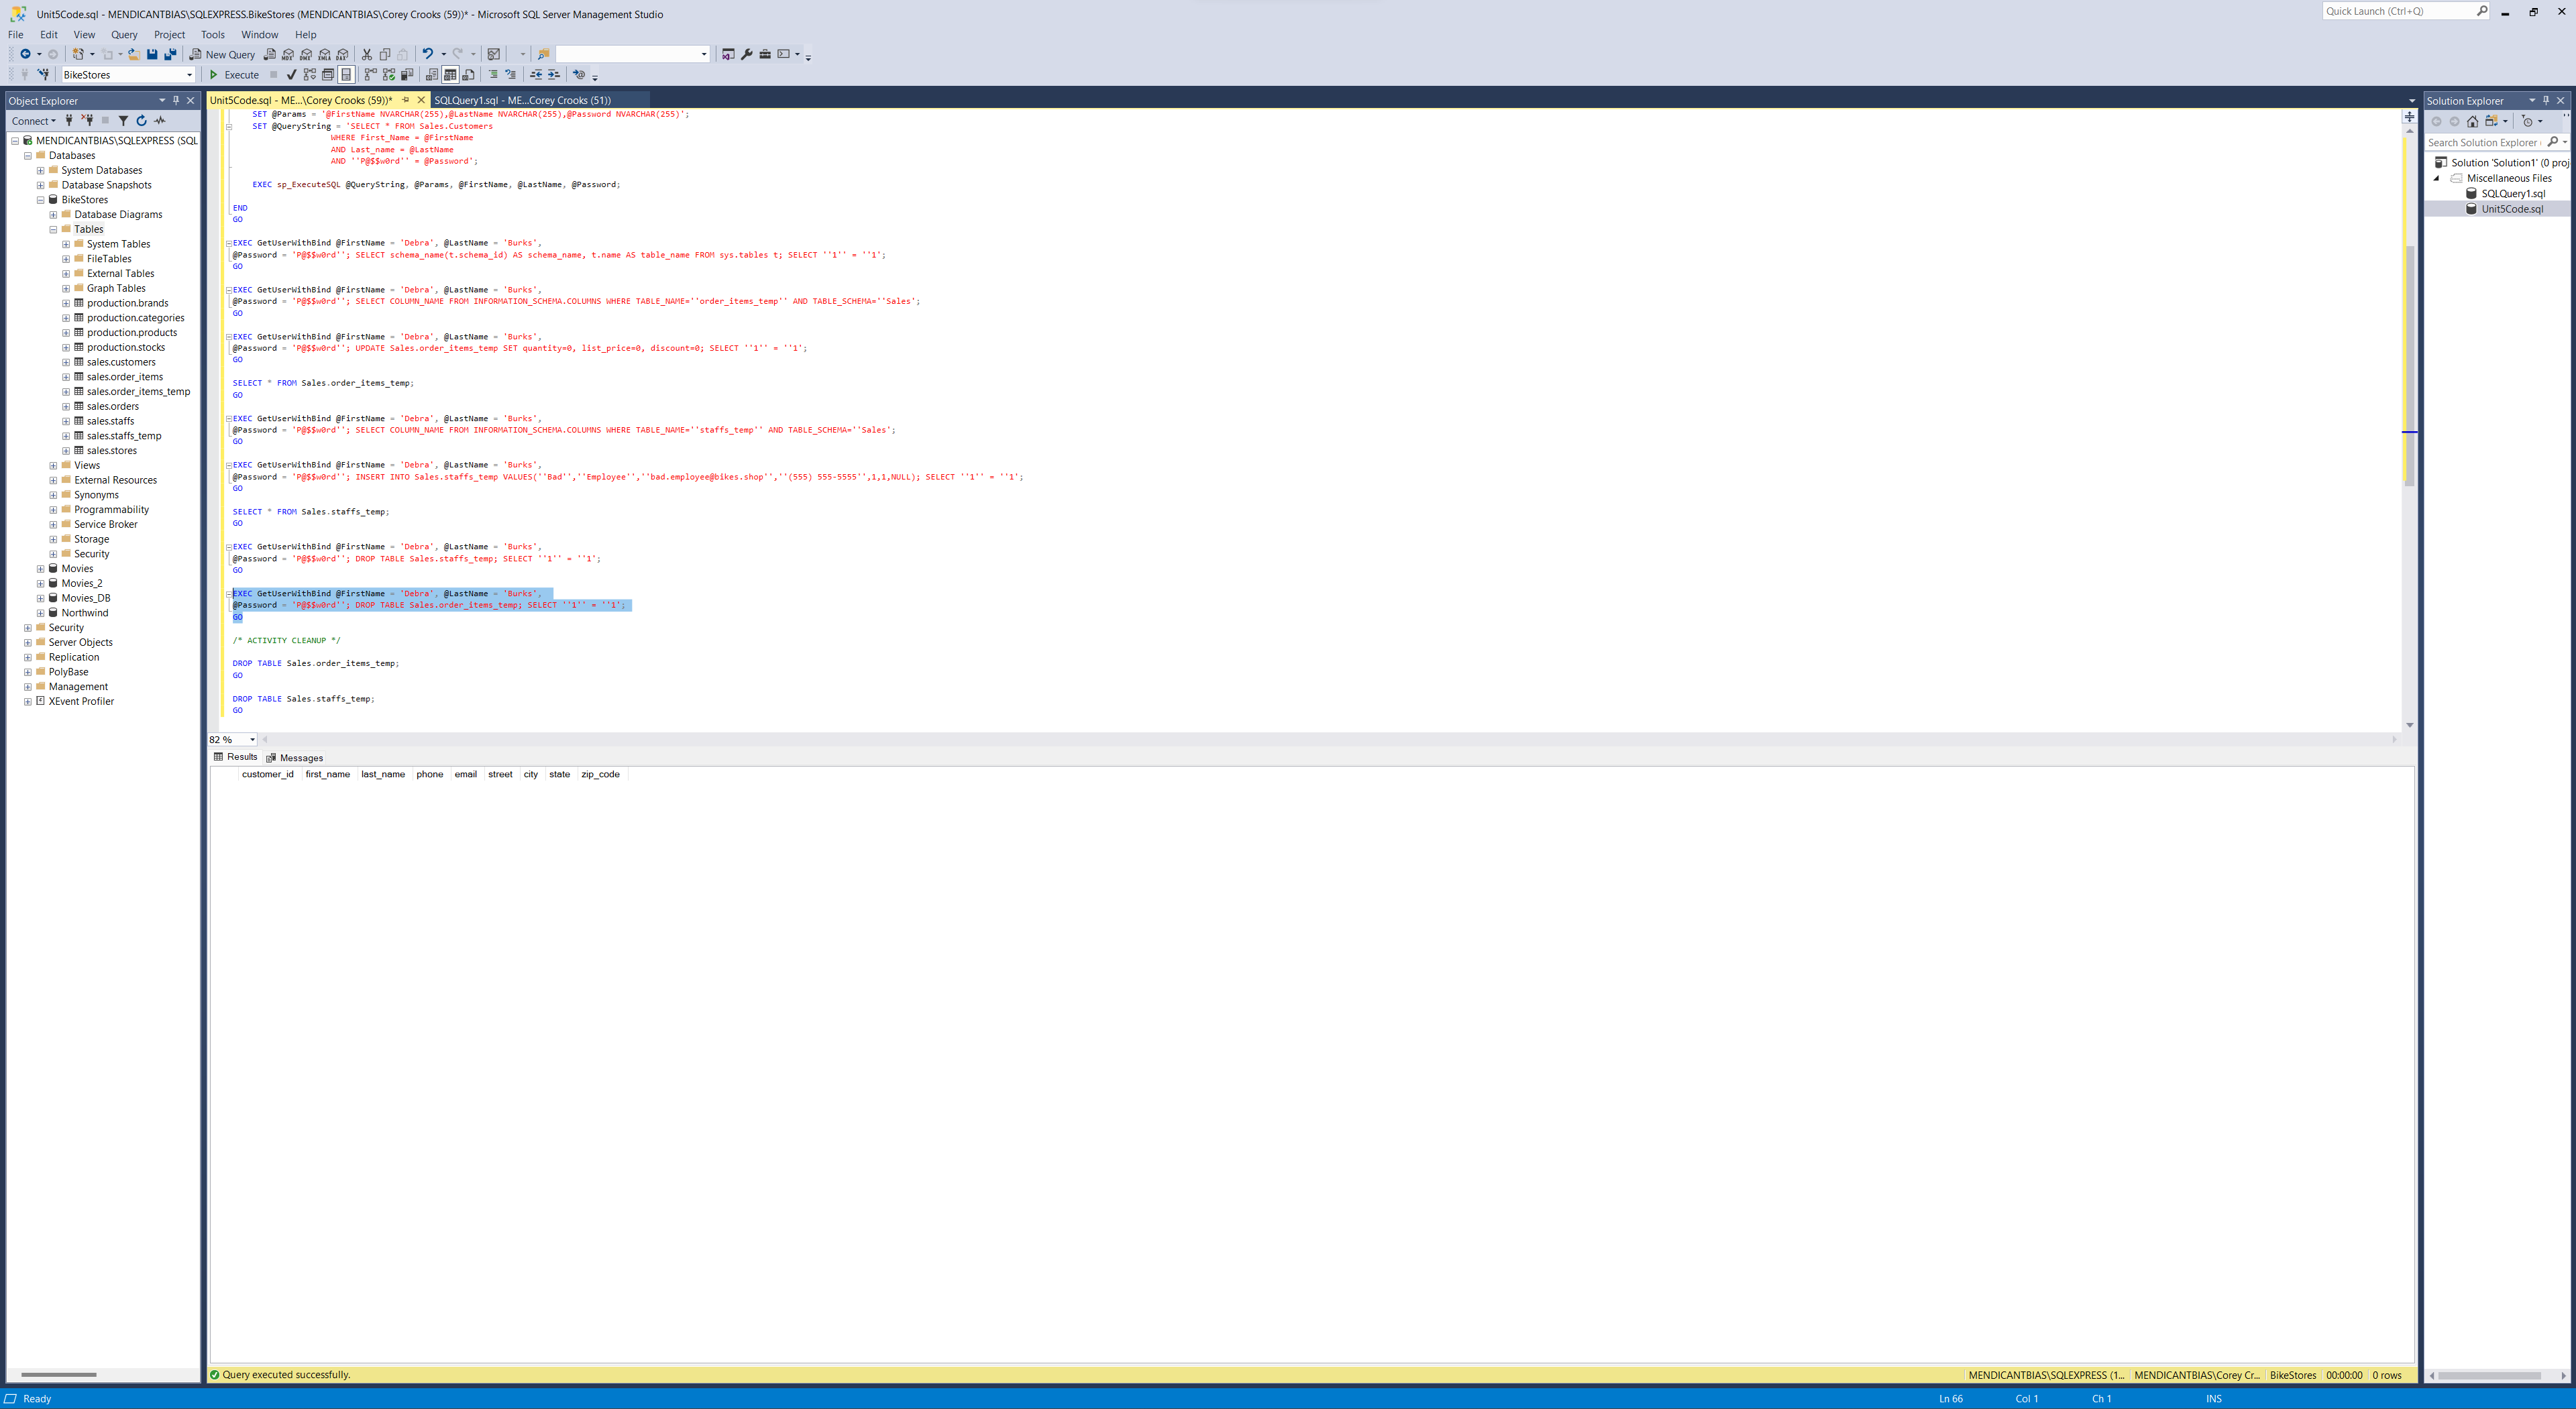 Unit5Code.sql - MENDICANTBIAS\SQLEXPRESS.BikeStores (MENDICANTBIAS\Corey Crooks (59))* - Microsoft SQL Server Management Studio
Quick Launch (Ctrl+Q)
File Edit View Query Project Tools Window Help
New Query
BikeStores
Execute
Object Explorer
Connect
MENDICANTBIAS\SQLEXPRESS (SQL
Databases
System Databases
Database Snapshots
BikeStores
Database Diagrams
Tables
System Tables
FileTables
External Tables
Graph Tables
production.brands
production.categories
production.products
production.stocks
sales.customers
sales.order_items
sales.order_items_temp
sales.orders
sales.staffs
sales.staffs_temp
sales.stores
Views
External Resources
Synonyms
Programmability
Service Broker
Storage
Security
Movies
Movies_2
Movies_DB
Northwind
Security
Server Objects
Replication
PolyBase
Management
XEvent Profiler
Unit5Code.sql - ME...\Corey Crooks (59))*
SQLQuery1.sql - ME...Corey Crooks (51))
SET @Params = '@FirstName NVARCHAR(255),@LastName NVARCHAR(255),@Password NVARCHAR(255)';
SET @QueryString = 'SELECT * FROM Sales.Customers
WHERE First_Name = @FirstName
AND Last_name = @LastName
AND ''P@$$w0rd'' = @Password';
EXEC sp_ExecuteSQL @QueryString, @Params, @FirstName, @LastName, @Password;
END
GO
EXEC GetUserWithBind @FirstName = 'Debra', @LastName = 'Burks',
@Password = 'P@$$w0rd''; SELECT schema_name(t.schema_id) AS schema_name, t.name AS table_name FROM sys.tables t; SELECT ''1'' = ''1';
GO
EXEC GetUserWithBind @FirstName = 'Debra', @LastName = 'Burks',
@Password = 'P@$$w0rd''; SELECT COLUMN_NAME FROM INFORMATION_SCHEMA.COLUMNS WHERE TABLE_NAME=''order_items_temp'' AND TABLE_SCHEMA=''Sales';
GO
EXEC GetUserWithBind @FirstName = 'Debra', @LastName = 'Burks',
@Password = 'P@$$w0rd''; UPDATE Sales.order_items_temp SET quantity=0, list_price=0, discount=0; SELECT ''1'' = ''1';
GO
SELECT * FROM Sales.order_items_temp;
GO
EXEC GetUserWithBind @FirstName = 'Debra', @LastName = 'Burks',
@Password = 'P@$$w0rd''; SELECT COLUMN_NAME FROM INFORMATION_SCHEMA.COLUMNS WHERE TABLE_NAME=''staffs_temp'' AND TABLE_SCHEMA=''Sales';
GO
EXEC GetUserWithBind @FirstName = 'Debra', @LastName = 'Burks',
@Password = 'P@$$w0rd''; INSERT INTO Sales.staffs_temp VALUES(''Bad'',''Employee'',''bad.employee@bikes.shop'',''(555) 555-5555'',1,1,NULL); SELECT ''1'' = ''1';
GO
SELECT * FROM Sales.staffs_temp;
GO
EXEC GetUserWithBind @FirstName = 'Debra', @LastName = 'Burks',
@Password = 'P@$$w0rd''; DROP TABLE Sales.staffs_temp; SELECT ''1'' = ''1';
GO
EXEC GetUserWithBind @FirstName = 'Debra', @LastName = 'Burks',
@Password = 'P@$$w0rd''; DROP TABLE Sales.order_items_temp; SELECT ''1'' = ''1';
GO
/* ACTIVITY CLEANUP */
DROP TABLE Sales.order_items_temp;
GO
DROP TABLE Sales.staffs_temp;
GO
82 %
Results Messages
customer_id first_name last_name phone email street city state zip_code
Query executed successfully.
MENDICANTBIAS\SQLEXPRESS (1... MENDICANTBIAS\Corey Cr... BikeStores 00:00:00 0 rows
Solution Explorer
Search Solution Explorer (
Solution 'Solution1' (0 proj
Miscellaneous Files
SQLQuery1.sql
Unit5Code.sql
Ready
Ln 66 Col 1 Ch 1 INS